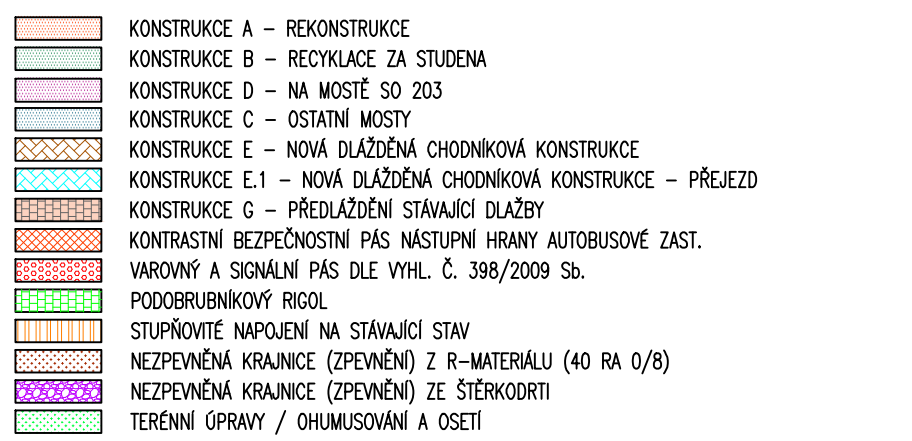 KONSTRUKCE A – REKONSTRUKCE
KONSTRUKCE B – RECYKLACE ZA STUDENA
KONSTRUKCE D – NA MOSTĚ SO 203
KONSTRUKCE C – OSTATNÍ MOSTY
KONSTRUKCE E – NOVÁ DLÁŽDĚNÁ CHODNÍKOVÁ KONSTRUKCE
KONSTRUKCE E.1 – NOVÁ DLÁŽDĚNÁ CHODNÍKOVÁ KONSTRUKCE – PŘEJEZD
KONSTRUKCE G – PŘEDLÁŽDĚNÍ STÁVAJÍCÍ DLAŽBY
KONTRASTNÍ BEZPEČNOSTNÍ PÁS NÁSTUPNÍ HRANY AUTOBUSOVÉ ZAST.
VAROVNÝ A SIGNÁLNÍ PÁS DLE VYHL. Č. 398/2009 Sb.
PODOBRUBNÍKOVÝ RIGOL
STUPŇOVITÉ NAPOJENÍ NA STÁVAJÍCÍ STAV
NEZPEVNĚNÁ KRAJNICE (ZPEVNĚNÍ) Z R–MATERIÁLU (40 RA 0/8)
NEZPEVNĚNÁ KRAJNICE (ZPEVNĚNÍ) ZE ŠTĚRKODRTI
TERÉNNÍ ÚPRAVY / OHUMUSOVÁNÍ A OSETÍ